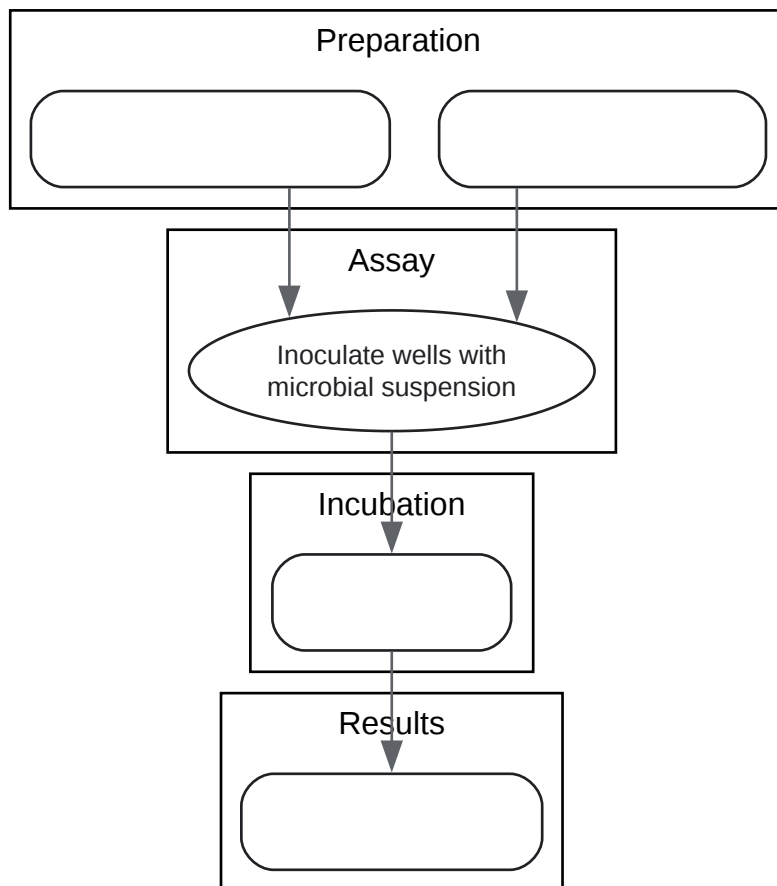 Preparation
Assay
Inoculate wells with
microbial suspension
Incubation
Results